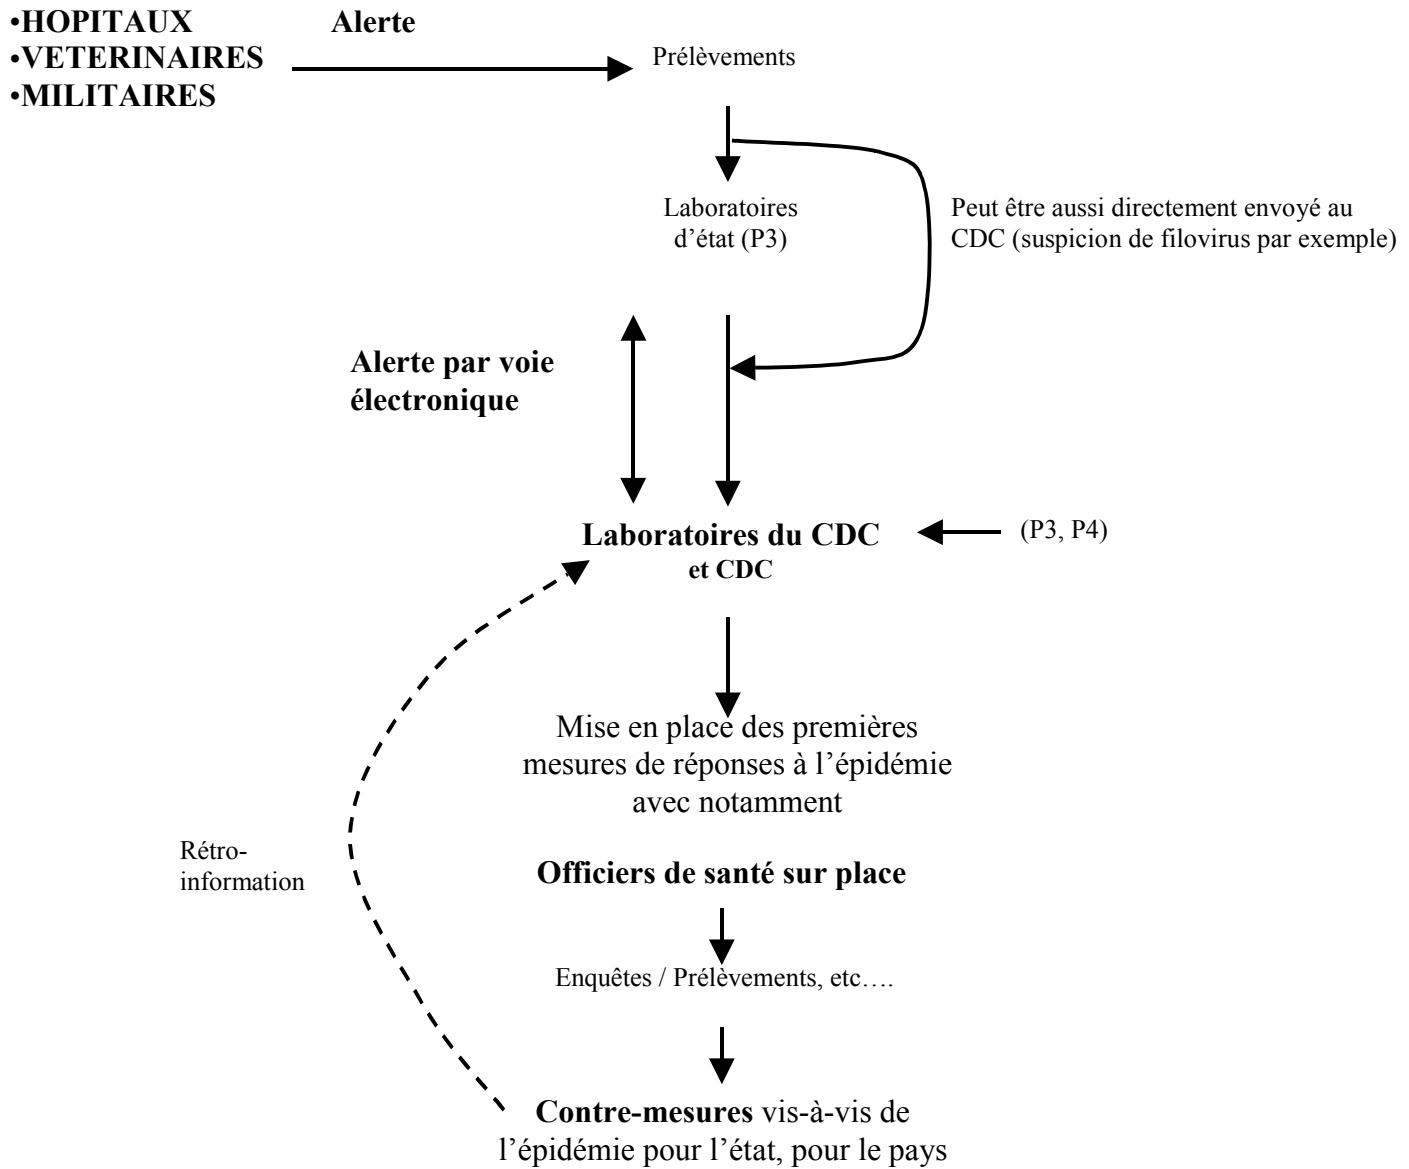 •HOPITAUX
•VETERINAIRES
•MILITAIRES
Alerte
Prélèvements
Laboratoires
d’état (P3)
Peut être aussi directement envoyé au
CDC (suspicion de filovirus par exemple)
Alerte par voie
électronique
Laboratoires du CDC
et CDC
(P3, P4)
Mise en place des premières
mesures de réponses à l’épidémie
avec notamment
Rétro-
information
Officiers de santé sur place
Enquêtes / Prélèvements, etc….
Contre-mesures vis-à-vis de
l’épidémie pour l’état, pour le pays